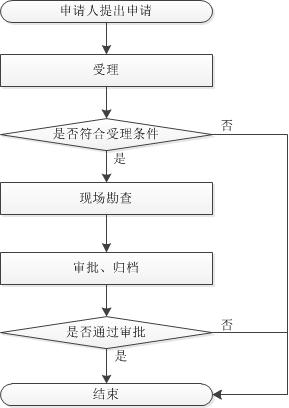 申请人提出申请
受理
是否符合受理条件
否
是
现场勘查
审批、归档
是否通过审批
否
是
结束